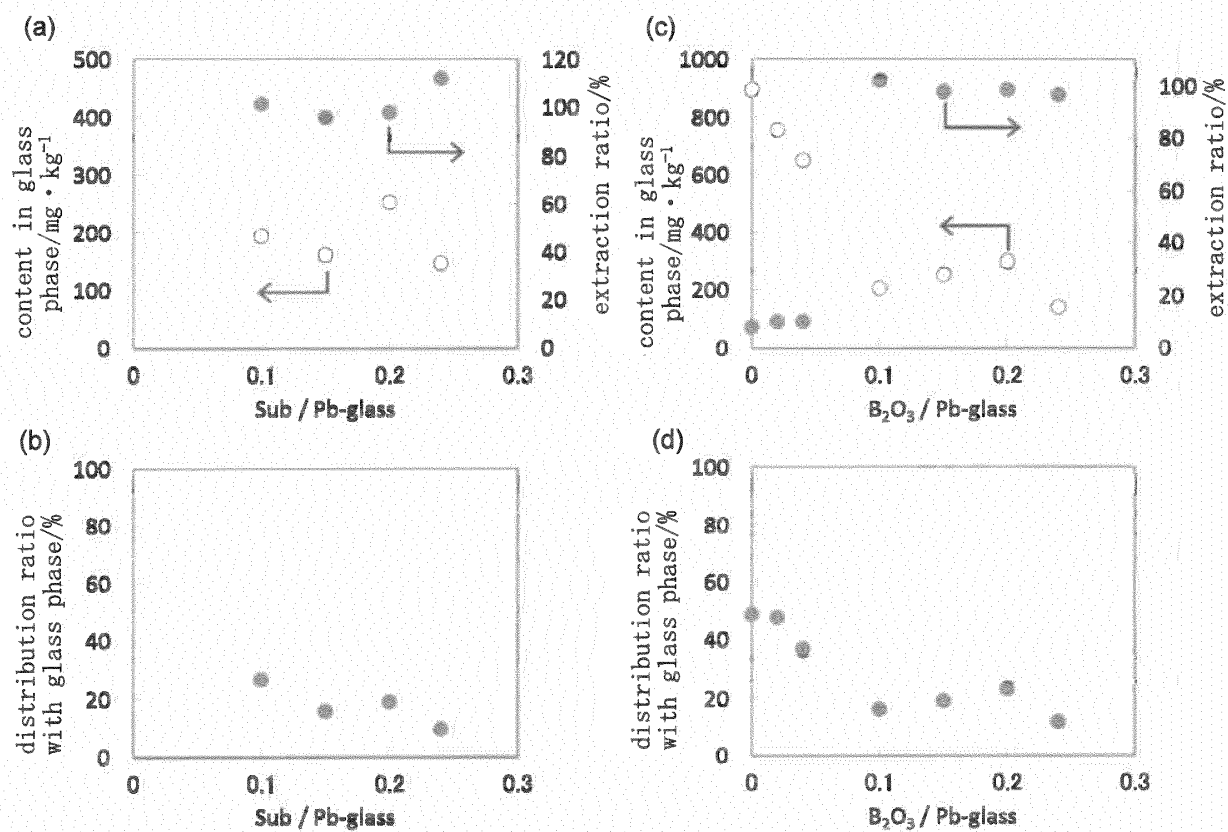 (a)
500
400
300
200
100
0
content in glass
phase/mg・kg⁻¹
120
100
80
60
40
20
0
extraction ratio/%
0 0.1 0.2 0.3
Sub / Pb-glass
(c)
1000
800
600
400
200
0
content in glass
phase/mg・kg⁻¹
100
80
60
40
20
0
extraction ratio/%
0 0.1 0.2 0.3
B₂O₃ / Pb-glass
(b)
100
80
60
40
20
0
distribution ratio
with glass phase/%
0 0.1 0.2 0.3
Sub / Pb-glass
(d)
100
80
60
40
20
0
distribution ratio
with glass phase/%
0 0.1 0.2 0.3
B₂O₃ / Pb-glass